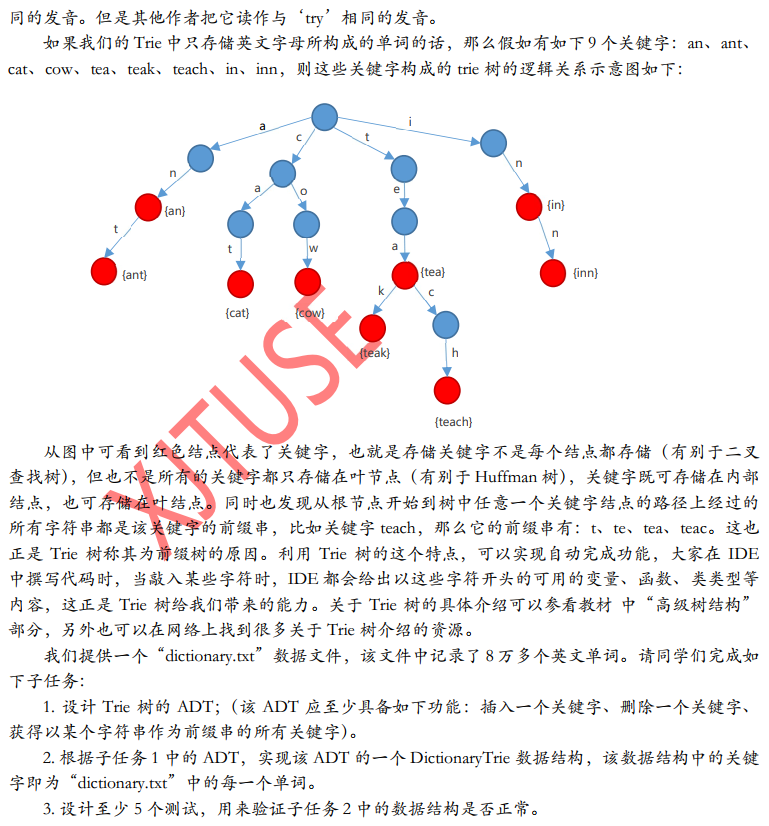 同的发音。但是其他作者把它读作与‘try’相同的发音。
如果我们的 Trie 中只存储英文字母所构成的单词的话，那么假如有如下 9 个关键字：an、ant、
cat、cow、tea、teak、teach、in、inn，则这些关键字构成的 trie 树的逻辑关系示意图如下：
a
c
t
i
n
a
o
e
n
{an}
{in}
t
t
w
a
n
{ant}
{cat}
{cow}
{tea}
{inn}
k
c
{teak}
h
{teach}
XJTUSE
从图中可看到红色结点代表了关键字，也就是存储关键字不是每个结点都存储（有别于二叉
查找树），但也不是所有的关键字都只存储在叶节点（有别于 Huffman 树），关键字既可存储在内部
结点，也可存储在叶结点。同时也发现从根节点开始到树中任意一个关键字结点的路径上经过的
所有字符串都是该关键字的前缀串，比如关键字 teach，那么它的前缀串有：t、te、tea、teac。这也
正是 Trie 树称其为前缀树的原因。利用 Trie 树的这个特点，可以实现自动完成功能，大家在 IDE
中撰写代码时，当敲入某些字符时，IDE 都会给出以这些字符开头的可用的变量、函数、类类型等
内容，这正是 Trie 树给我们带来的能力。关于 Trie 树的具体介绍可以参看教材 中“高级树结构”
部分，另外也可以在网络上找到很多关于 Trie 树介绍的资源。
我们提供一个“dictionary.txt”数据文件，该文件中记录了 8 万多个英文单词。请同学们完成如
下子任务：
1. 设计 Trie 树的 ADT；（该 ADT 应至少具备如下功能：插入一个关键字、删除一个关键字、
获得以某个字符串作为前缀串的所有关键字）。
2. 根据子任务 1 中的 ADT，实现该 ADT 的一个 DictionaryTrie 数据结构，该数据结构中的关键
字即为“dictionary.txt”中的每一个单词。
3. 设计至少 5 个测试，用来验证子任务 2 中的数据结构是否正常。